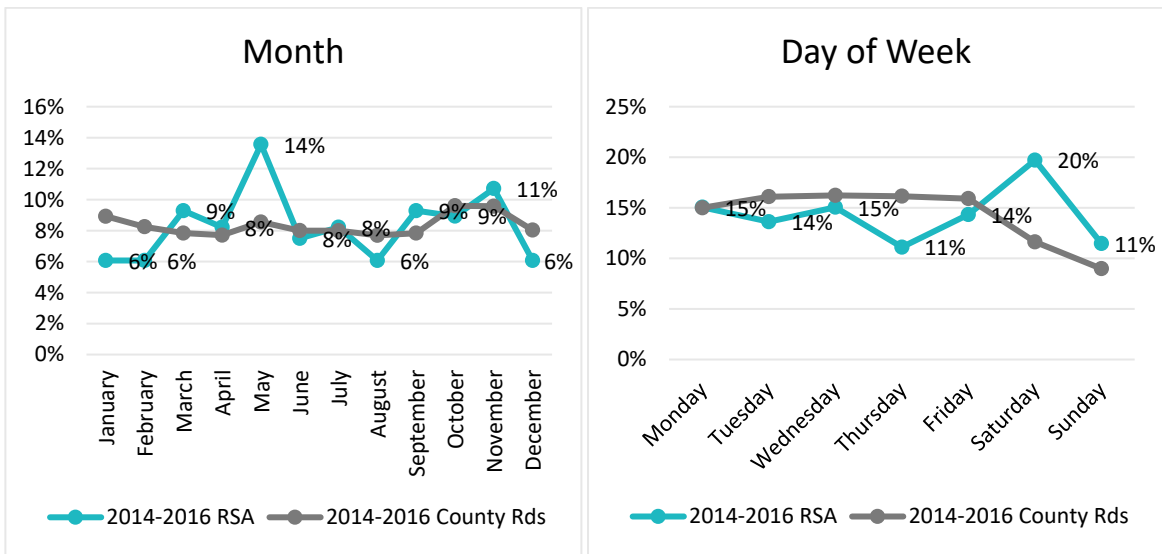 Month
16%
14%
12%
10%
8%
6%
4%
2%
0%
6%
6%
9%
8%
14%
8%
8%
6%
9%
9%
11%
6%
January
February
March
April
May
June
July
August
September
October
November
December
2014-2016 RSA
2014-2016 County Rds
Day of Week
25%
20%
15%
10%
5%
0%
15%
14%
15%
11%
14%
20%
11%
Monday
Tuesday
Wednesday
Thursday
Friday
Saturday
Sunday
2014-2016 RSA
2014-2016 County Rds